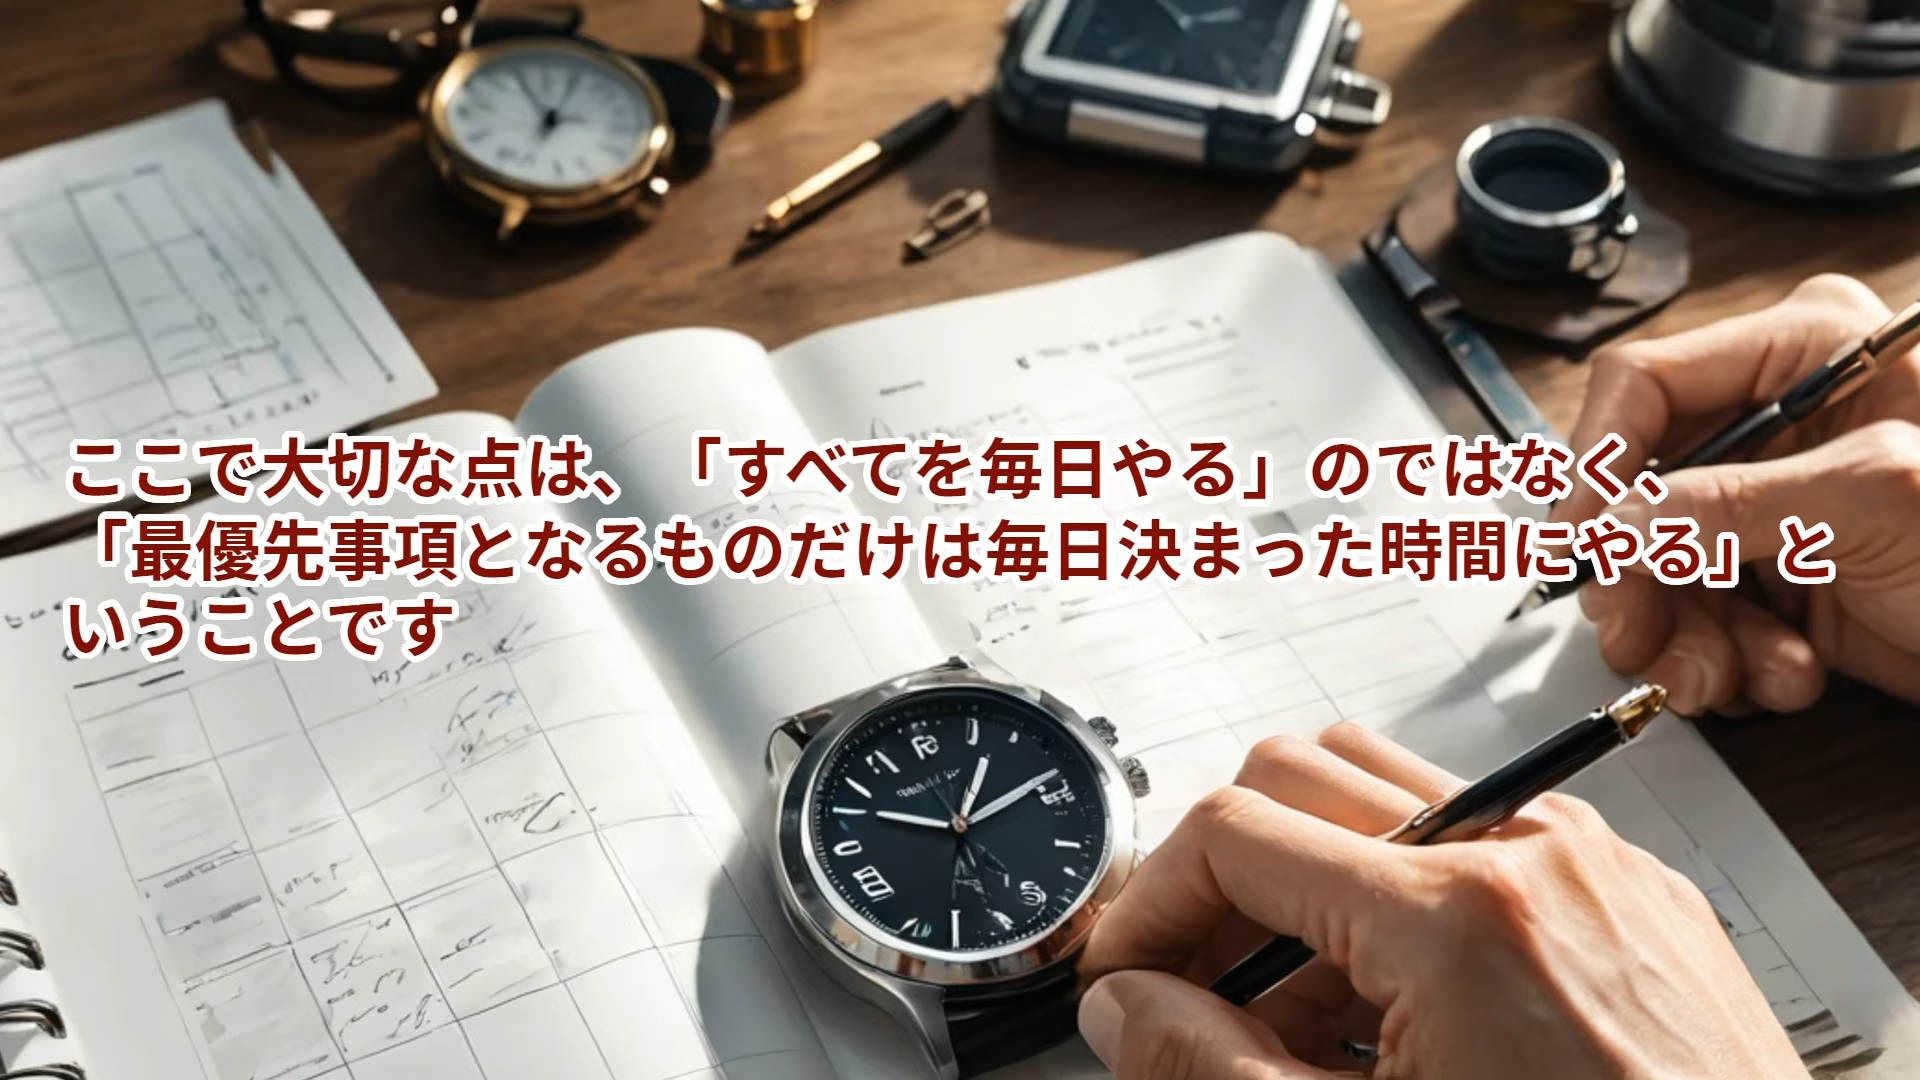 ここで大切な点は、「すべてを毎日やる」のではなく、
「最優先事項となるものだけは毎日決まった時間にやる」と
いうことです